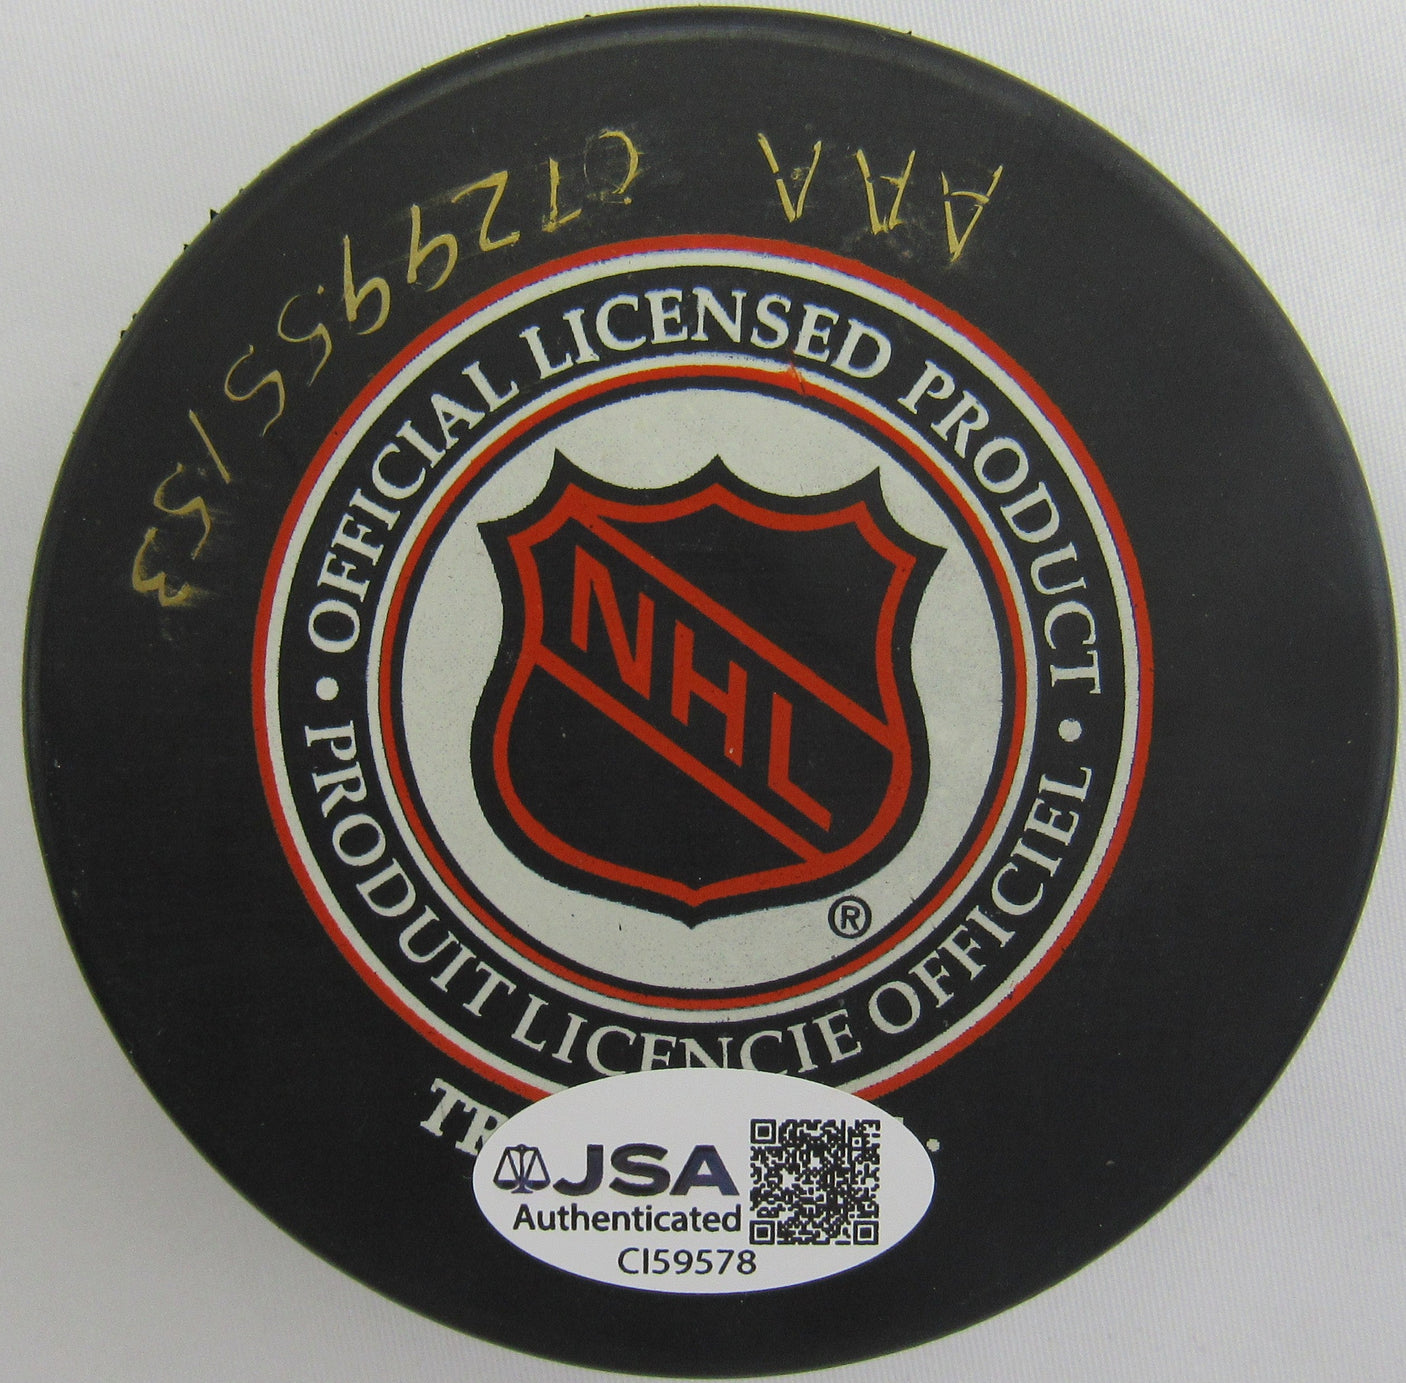 AAA
OFFICIAL LICENSED PRODUCT •
PRODUIT LICENCIE OFFICIEL •
NHL
®
JSA
Authenticated
CI59578